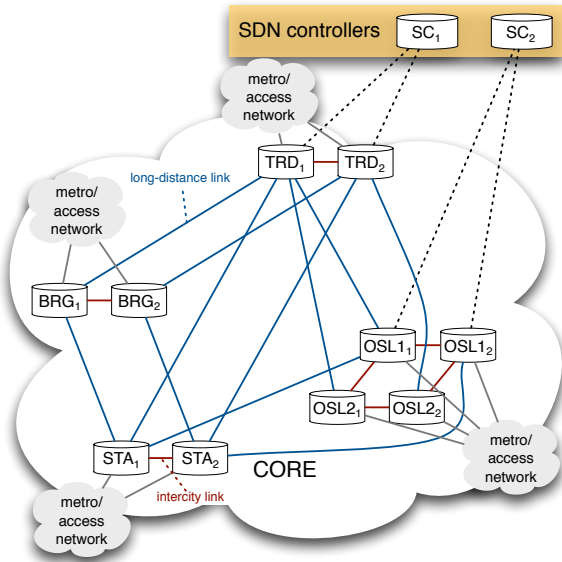 SDN controllers
SC1
SC2
metro/
access
network
TRD1
TRD2
long-distance link
metro/
access
network
BRG1
BRG2
OSL11
OSL12
OSL21
OSL22
STA1
STA2
CORE
intercity link
metro/
access
network
metro/
access
network